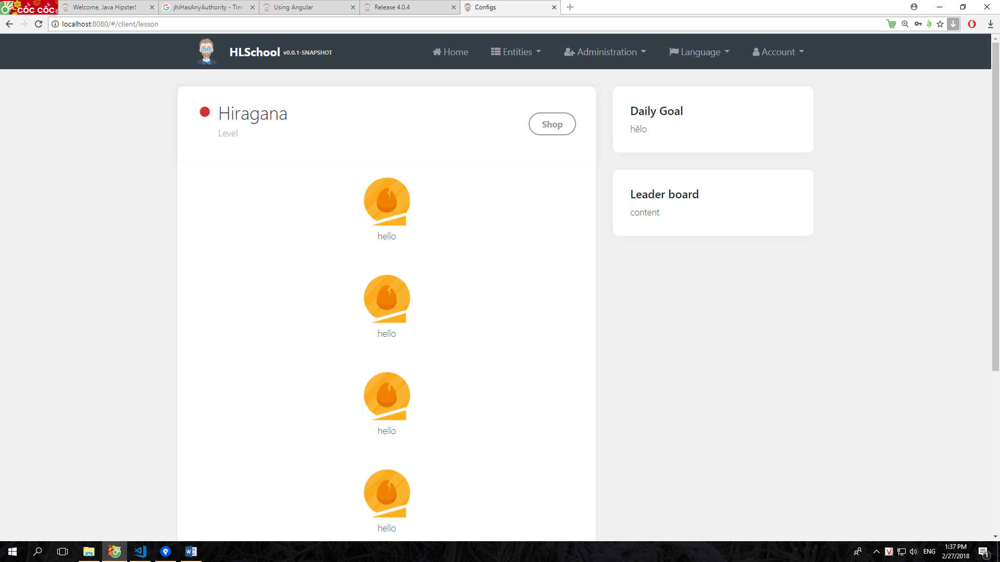 CỐC CỐC
Welcome, Java Hipster!
jhiHasAnyAuthority - Tìm
Using Angular
Release 4.0.4
Configs
localhost:8080/#/client/lesson
HLSchool v0.0.1-SNAPSHOT
Home
Entities
Administration
Language
Account
Hiragana
Level
Shop
Daily Goal
hêlo
Leader board
content
hello
hello
hello
hello
ENG
1:37 PM
2/27/2018
1